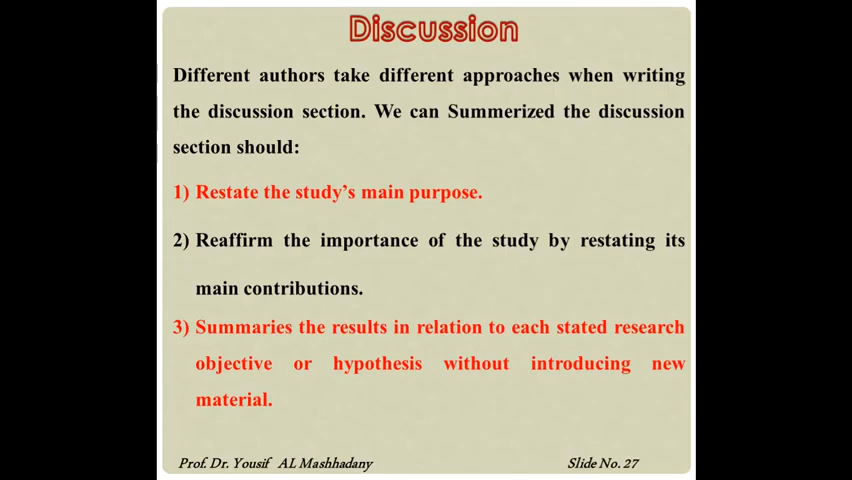 Discussion
Different authors take different approaches when writing
the discussion section. We can Summerized the discussion
section should:
1) Restate the study's main purpose.
2) Reaffirm the importance of the study by restating its
main contributions.
3) Summaries the results in relation to each stated research
objective or hypothesis without introducing new
material.
Prof. Dr. Yousif AL Mashhadany
Slide No. 27